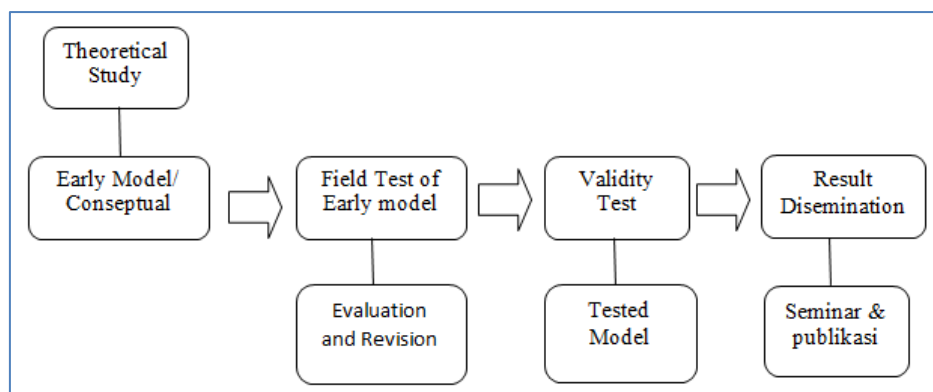 Theoretical
Study
Early Model/
Conseptual
Field Test of
Early model
Validity
Test
Result
Disemination
Evaluation
and Revision
Tested
Model
Seminar &
publikasi